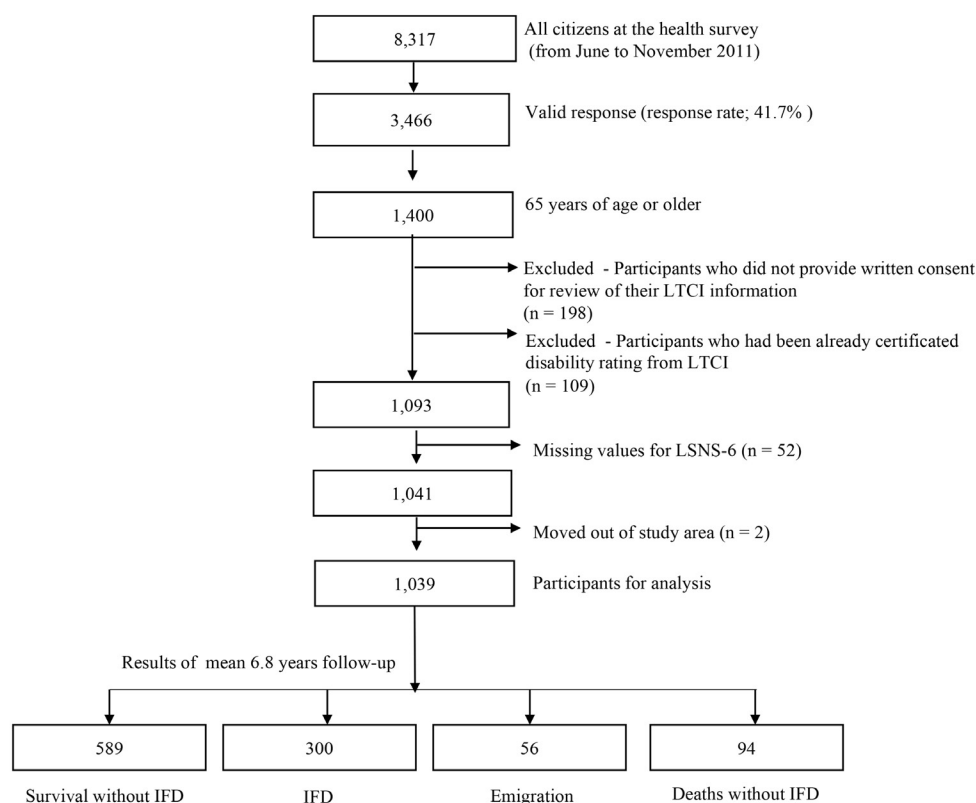 8,317
All citizens at the health survey
(from June to November 2011)
3,466
Valid response (response rate; 41.7% )
1,400
65 years of age or older
Excluded - Participants who did not provide written consent
for review of their LTCI information
(n = 198)
Excluded - Participants who had been already certificated
disability rating from LTCI
(n = 109)
1,093
Missing values for LSNS-6 (n = 52)
1,041
Moved out of study area (n = 2)
1,039
Participants for analysis
Results of mean 6.8 years follow-up
589
300
56
94
Survival without IFD
IFD
Emigration
Deaths without IFD